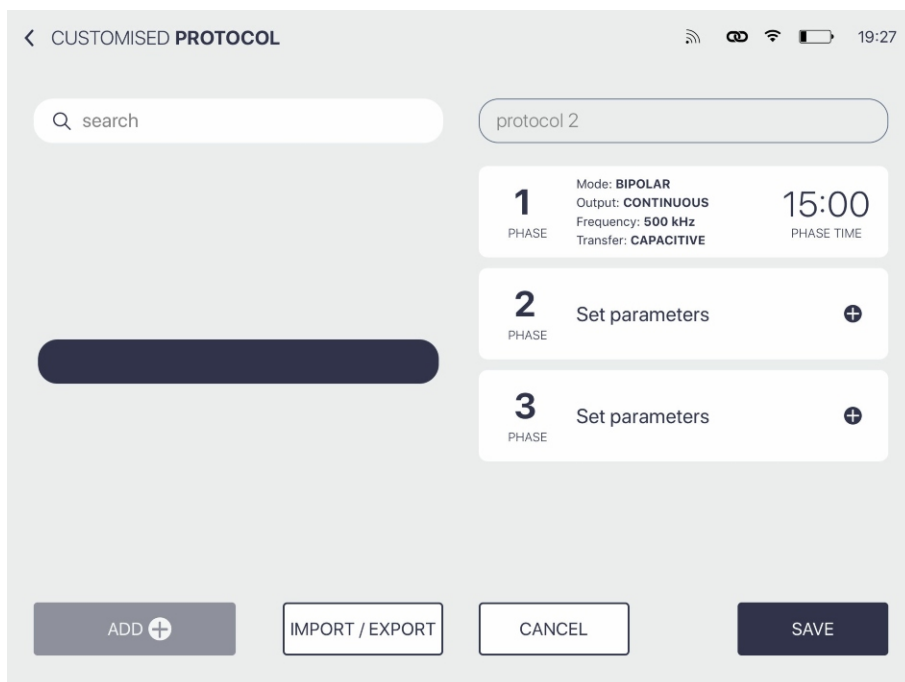 CUSTOMISED PROTOCOL
19:27
search
protocol 2
1
PHASE
Mode: BIPOLAR
Output: CONTINUOUS
Frequency: 500 kHz
Transfer: CAPACITIVE
15:00
PHASE TIME
2
PHASE
Set parameters
3
PHASE
Set parameters
ADD
IMPORT / EXPORT
CANCEL
SAVE